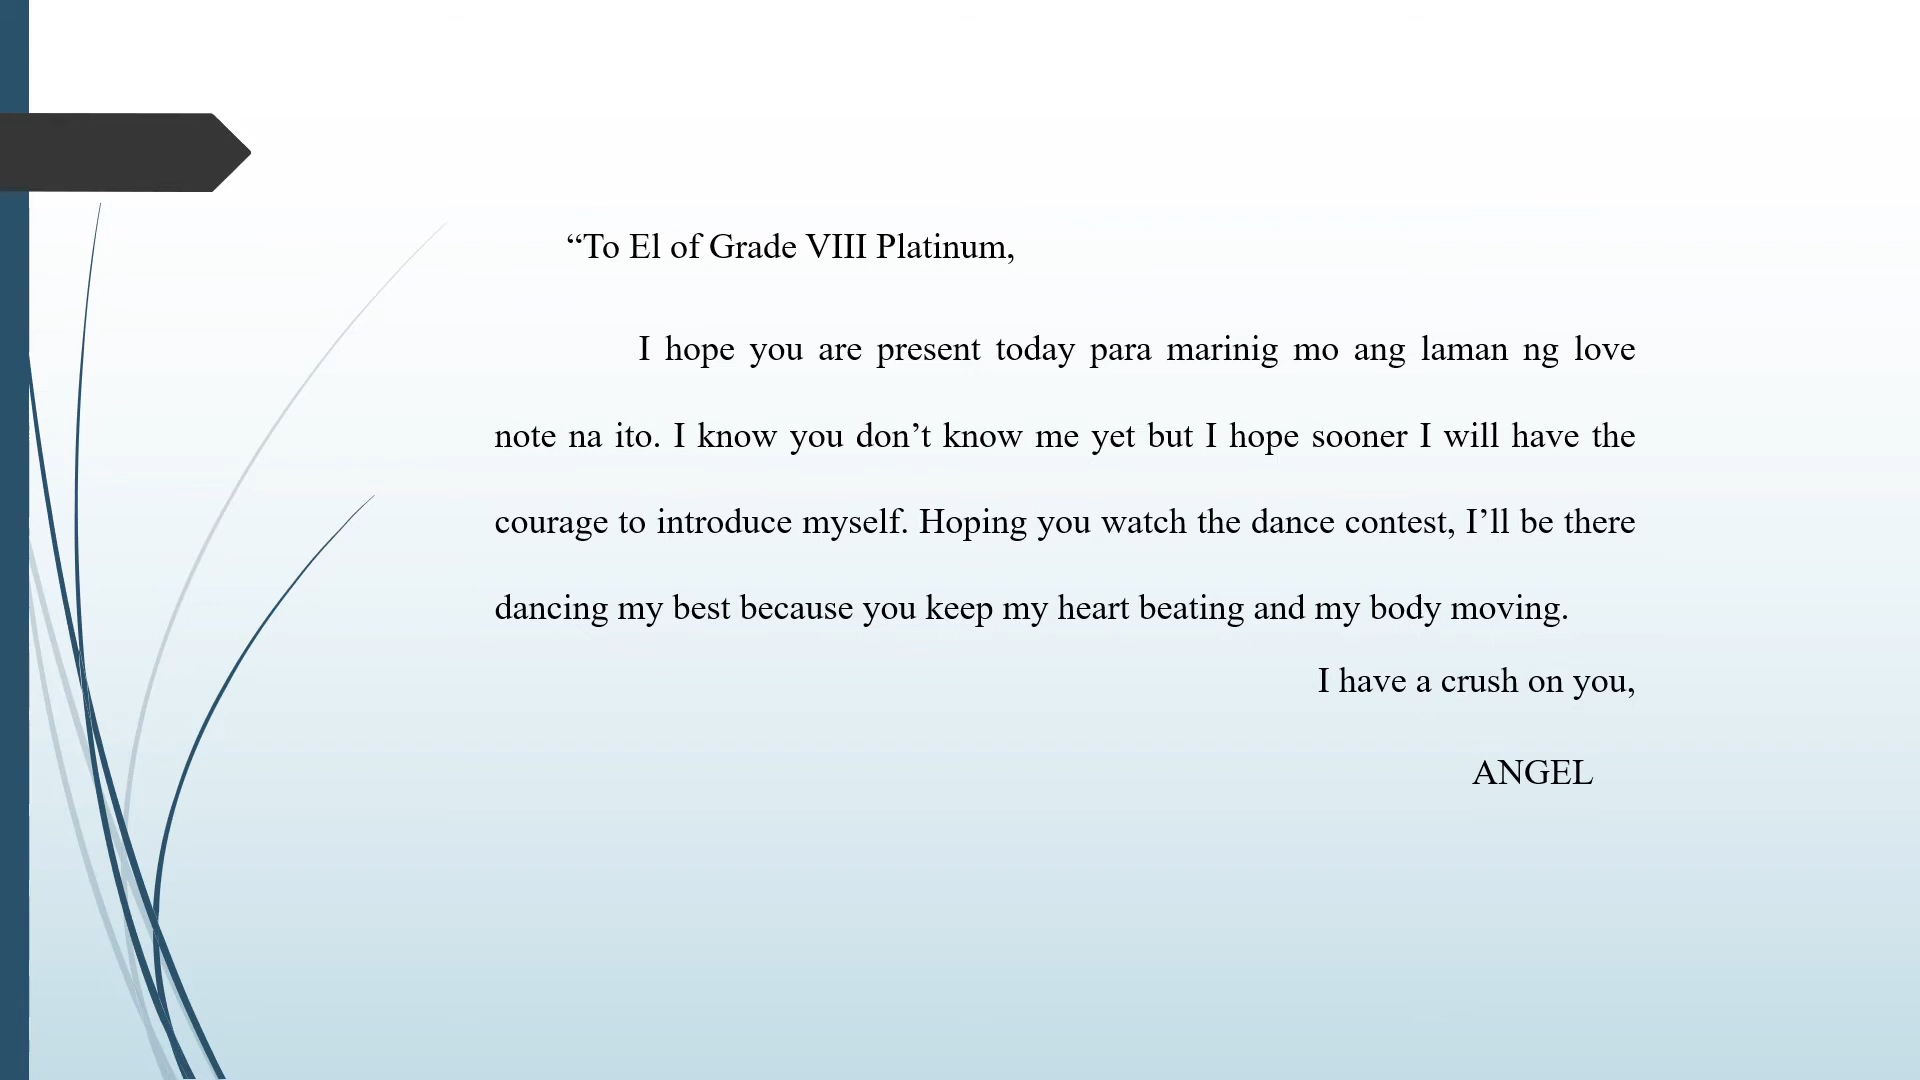 “To El of Grade VIII Platinum,
I hope you are present today para marinig mo ang laman ng love
note na ito. I know you don’t know me yet but I hope sooner I will have the
courage to introduce myself. Hoping you watch the dance contest, I’ll be there
dancing my best because you keep my heart beating and my body moving.
I have a crush on you,
ANGEL